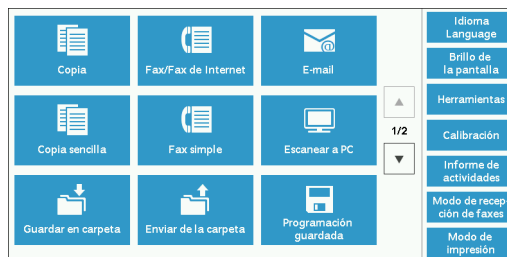 Copia
Fax/Fax de Internet
E-mail
Copia sencilla
Fax simple
Escanear a PC
Guardar en carpeta
Enviar de la carpeta
Programación
guardada
1/2
Idioma
Language
Brillo de
la pantalla
Herramientas
Calibración
Informe de
actividades
Modo de recep-
ción de faxes
Modo de
impresión